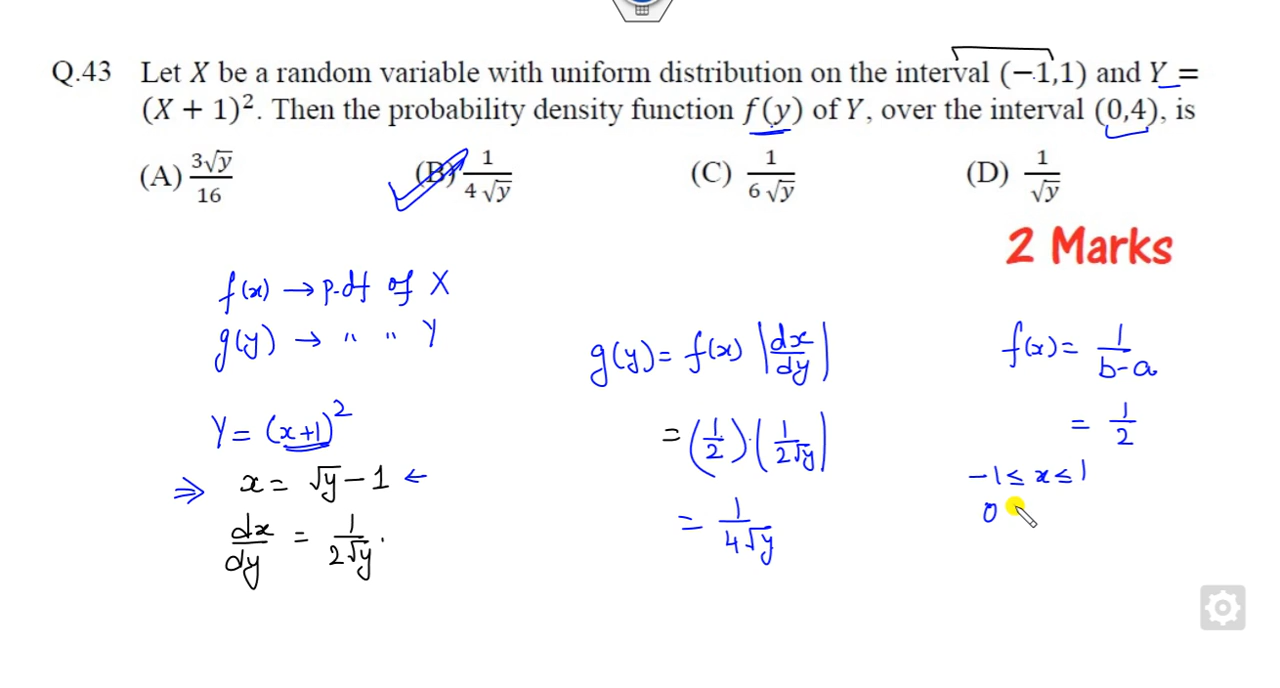 Q.43 Let X be a random variable with uniform distribution on the interval (−1,1) and Y =
(X + 1)². Then the probability density function f(y) of Y, over the interval (0,4), is
(A) 3√y/16 (B) 1/(4√y) (C) 1/(6√y) (D) 1/√y
2 Marks
f(x) → p.df of X
g(y) → " " Y
Y = (x+1)²
⇒ x = √y − 1 ←
dx/dy = 1/(2√y).
g(y) = f(x) |dx/dy|
= (1/2)·(1/(2√y))
= 1/(4√y)
f(x) = 1/(b−a)
= 1/2
−1 ≤ x ≤ 1
0